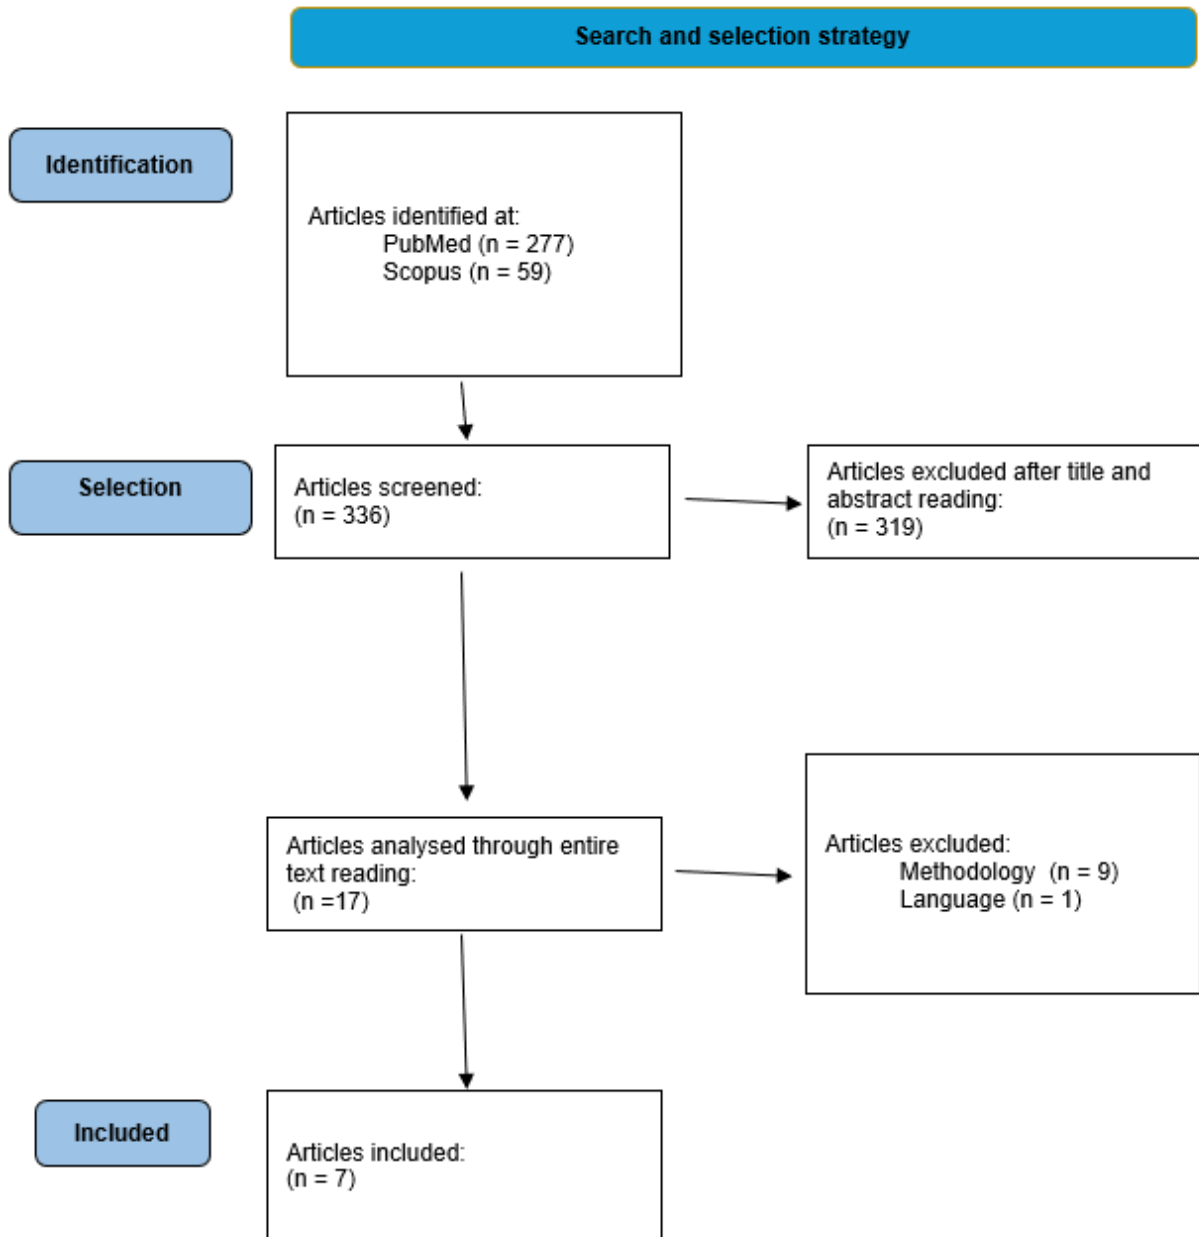 Search and selection strategy
Identification
Articles identified at:
PubMed (n = 277)
Scopus (n = 59)
Selection
Articles screened:
(n = 336)
Articles excluded after title and
abstract reading:
(n = 319)
Articles analysed through entire
text reading:
(n =17)
Articles excluded:
Methodology  (n = 9)
Language (n = 1)
Included
Articles included:
(n = 7)